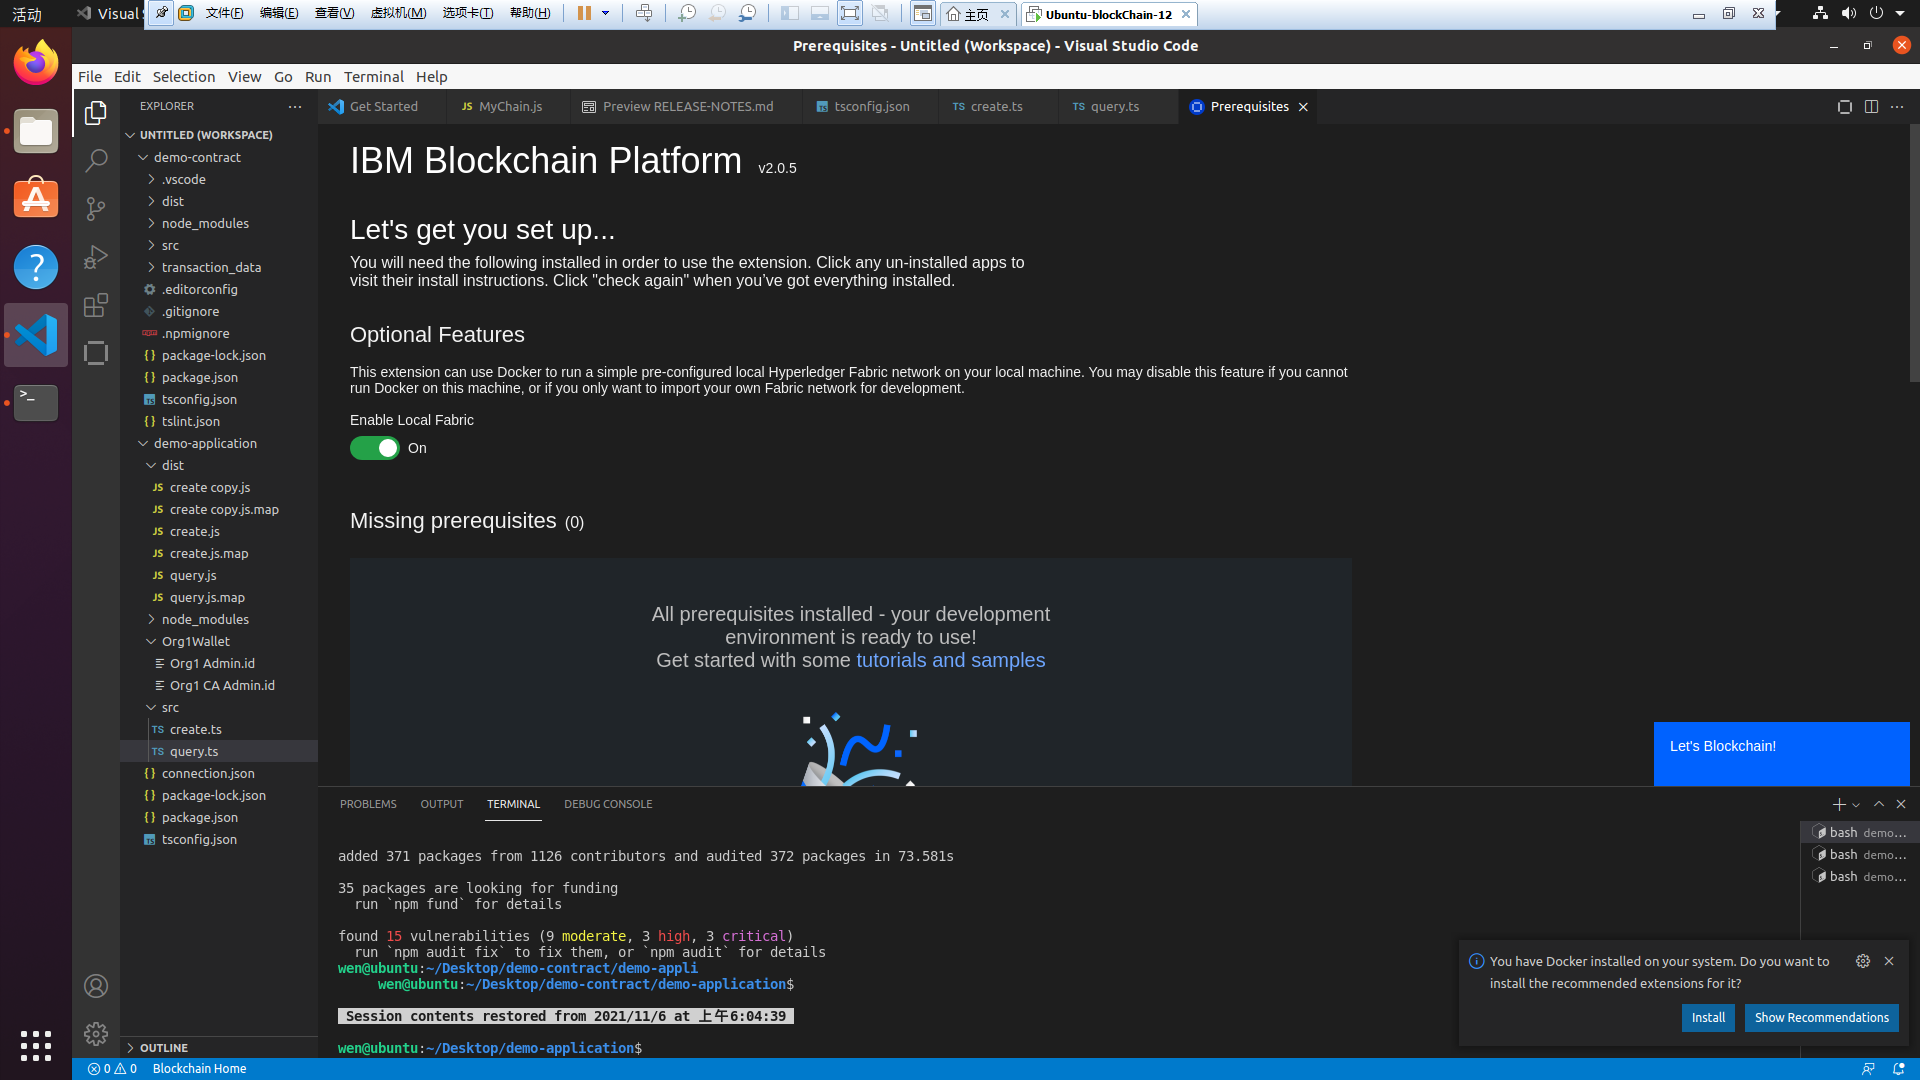 活动
Visual
文件(F)
编辑(E)
查看(V)
虚拟机(M)
选项卡(T)
帮助(H)
主页
Ubuntu-blockChain-12
Prerequisites - Untitled (Workspace) - Visual Studio Code
File Edit Selection View Go Run Terminal Help
EXPLORER
Get Started
JS MyChain.js
Preview RELEASE-NOTES.md
TS tsconfig.json
TS create.ts
TS query.ts
Prerequisites
UNTITLED (WORKSPACE)
demo-contract
.vscode
dist
node_modules
src
transaction_data
.editorconfig
.gitignore
.npmignore
{} package-lock.json
{} package.json
TS tsconfig.json
{} tslint.json
demo-application
dist
JS create copy.js
JS create copy.js.map
JS create.js
JS create.js.map
JS query.js
JS query.js.map
node_modules
Org1Wallet
Org1 Admin.id
Org1 CA Admin.id
src
TS create.ts
TS query.ts
{} connection.json
{} package-lock.json
{} package.json
TS tsconfig.json
OUTLINE
IBM Blockchain Platform v2.0.5
Let's get you set up...
You will need the following installed in order to use the extension. Click any un-installed apps to
visit their install instructions. Click "check again" when you've got everything installed.
Optional Features
This extension can use Docker to run a simple pre-configured local Hyperledger Fabric network on your local machine. You may disable this feature if you cannot
run Docker on this machine, or if you only want to import your own Fabric network for development.
Enable Local Fabric
On
Missing prerequisites (0)
All prerequisites installed - your development
environment is ready to use!
Get started with some tutorials and samples
Let's Blockchain!
PROBLEMS OUTPUT TERMINAL DEBUG CONSOLE
added 371 packages from 1126 contributors and audited 372 packages in 73.581s
35 packages are looking for funding
run `npm fund` for details
found 15 vulnerabilities (9 moderate, 3 high, 3 critical)
run `npm audit fix` to fix them, or `npm audit` for details
wen@ubuntu:~/Desktop/demo-contract/demo-appli
wen@ubuntu:~/Desktop/demo-contract/demo-application$
Session contents restored from 2021/11/6 at 上午6:04:39
wen@ubuntu:~/Desktop/demo-application$
bash demo...
bash demo...
bash demo...
You have Docker installed on your system. Do you want to
install the recommended extensions for it?
Install
Show Recommendations
0 0 Blockchain Home